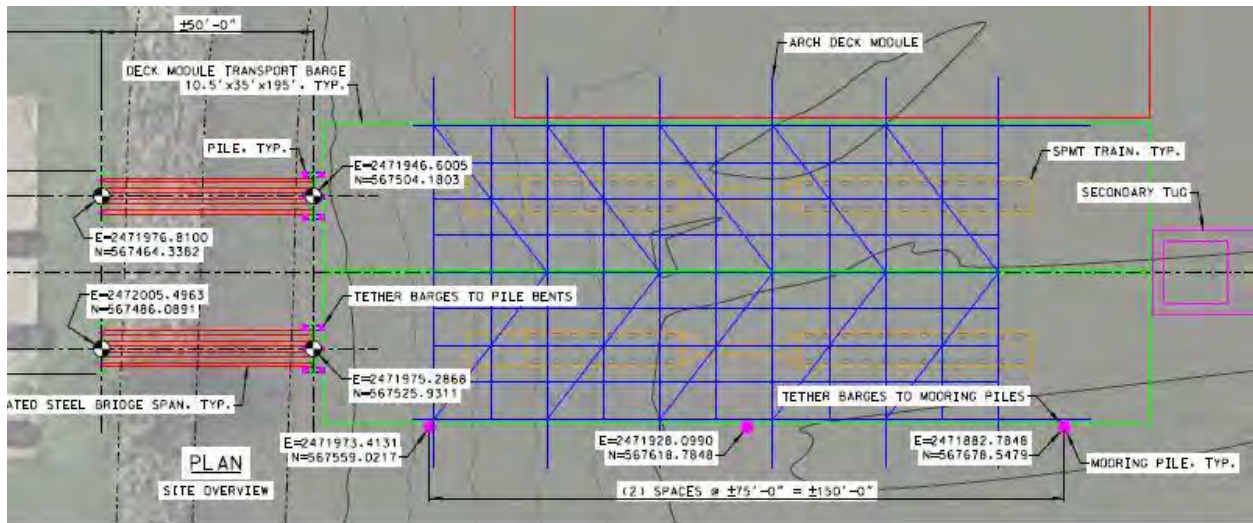 ±50'-0"
ARCH DECK MODULE
DECK MODULE TRANSPORT BARGE
10.5'x35'x195', TYP.
PILE, TYP.
E=2471946.6005
N=567504.1803
SPMT TRAIN, TYP.
SECONDARY TUG
E=2471976.8100
N=567464.3382
E=2472005.4963
N=567486.0891
TETHER BARGES TO PILE BENTS
E=2471975.2868
N=567525.9311
ATED STEEL BRIDGE SPAN, TYP.
TETHER BARGES TO MOORING PILES
E=2471973.4131
N=567559.0217
E=2471928.0990
N=567618.7848
E=2471882.7848
N=567678.5479
MOORING PILE, TYP.
PLAN
SITE OVERVIEW
(2) SPACES @ ±75'-0" = ±150'-0"